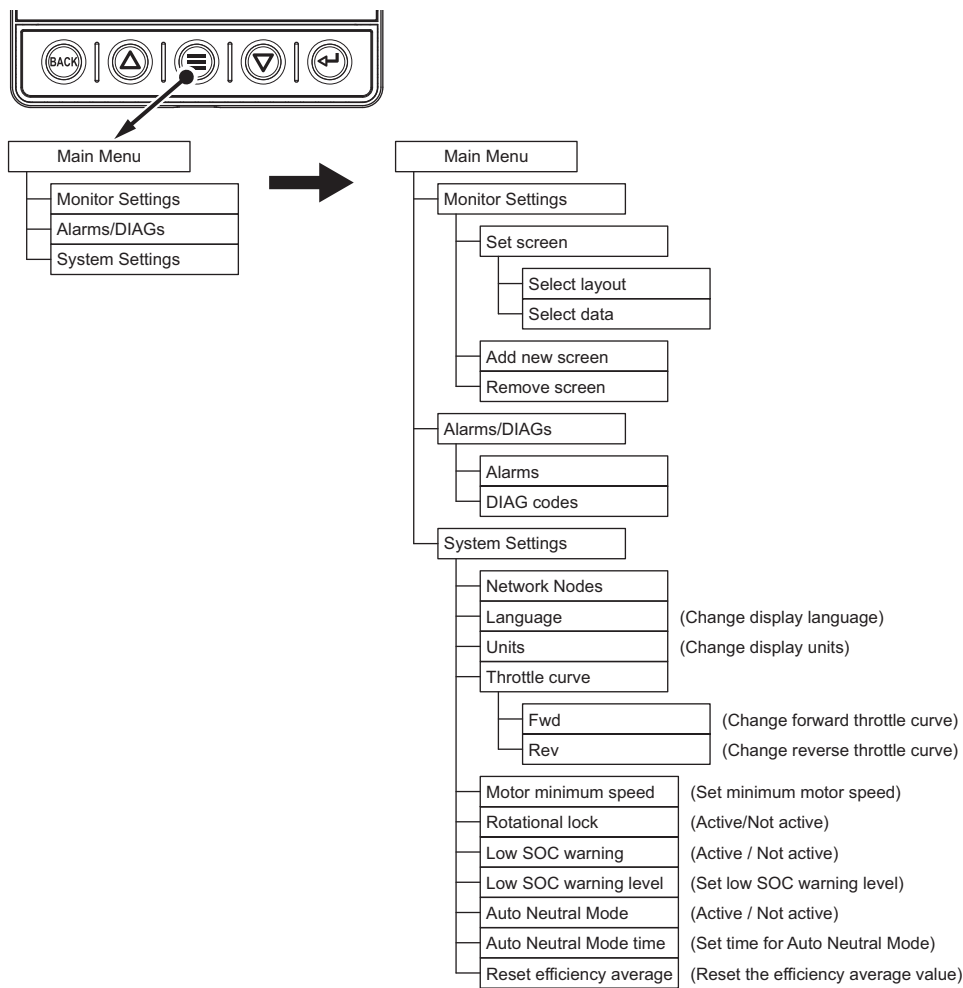 BACK
Main Menu
Monitor Settings
Alarms/DIAGs
System Settings
Main Menu
Monitor Settings
Set screen
Select layout
Select data
Add new screen
Remove screen
Alarms/DIAGs
Alarms
DIAG codes
System Settings
Network Nodes
Language (Change display language)
Units (Change display units)
Throttle curve
Fwd (Change forward throttle curve)
Rev (Change reverse throttle curve)
Motor minimum speed (Set minimum motor speed)
Rotational lock (Active/Not active)
Low SOC warning (Active / Not active)
Low SOC warning level (Set low SOC warning level)
Auto Neutral Mode (Active / Not active)
Auto Neutral Mode time (Set time for Auto Neutral Mode)
Reset efficiency average (Reset the efficiency average value)